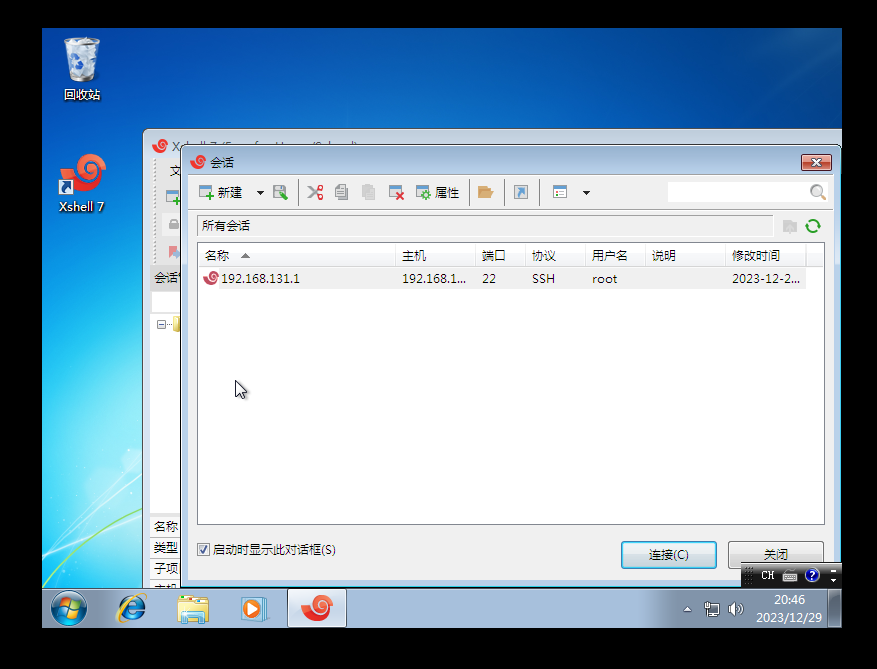 回收站
Xshell 7
会话
新建
属性
所有会话
名称 主机 端口 协议 用户名 说明 修改时间
192.168.131.1 192.168.1... 22 SSH root 2023-12-2...
名称
类型
子项
启动时显示此对话框(S)
连接(C)
关闭
CH
20:46
2023/12/29